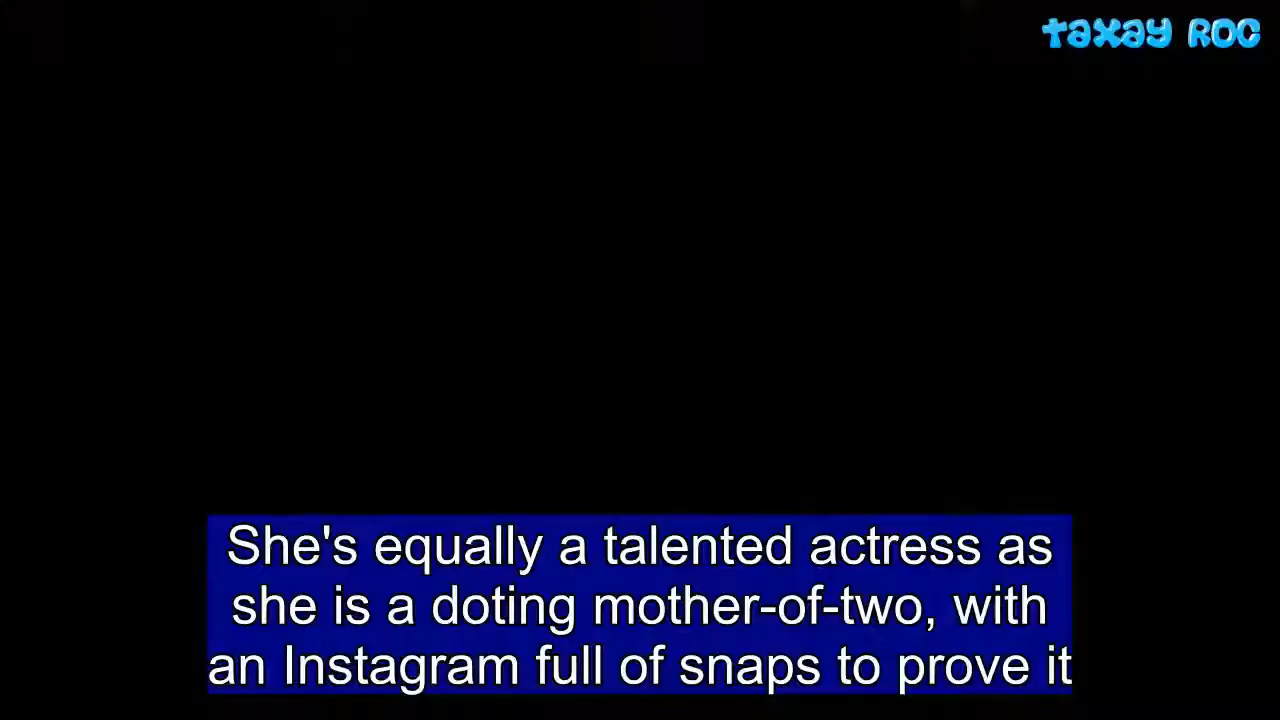 taxay ROC
She's equally a talented actress as
she is a doting mother-of-two, with
an Instagram full of snaps to prove it